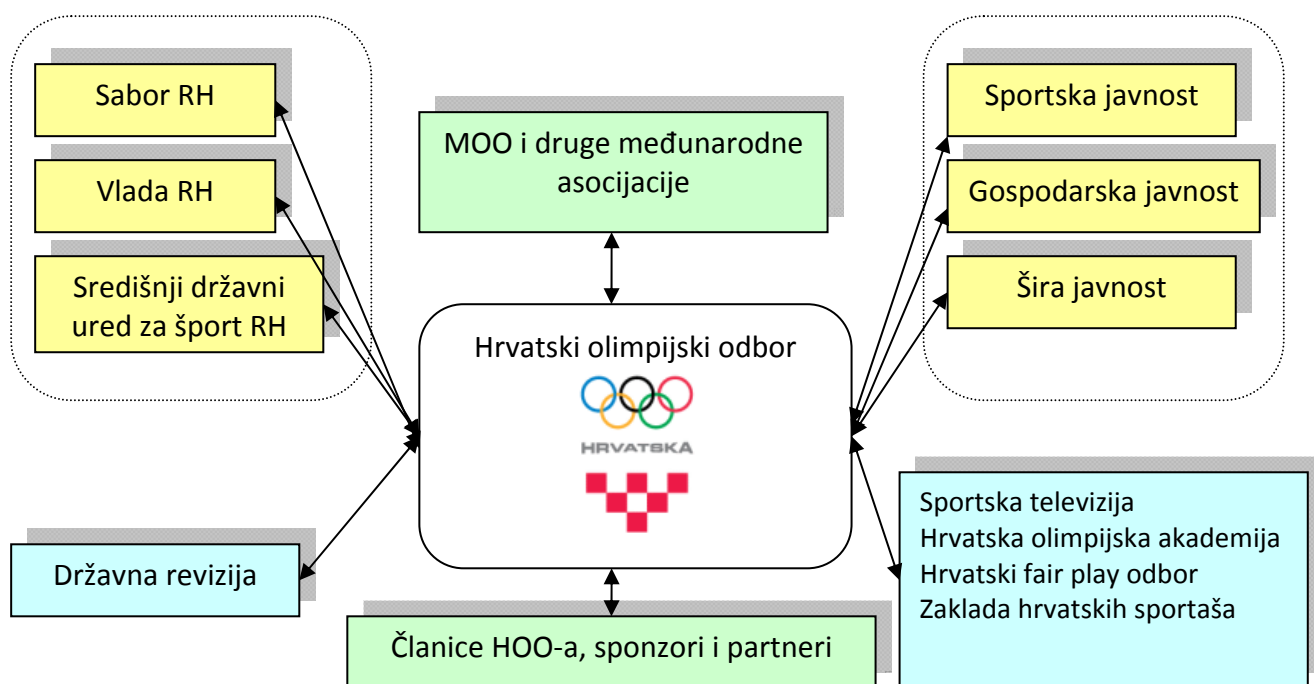 Sabor RH
Vlada RH
Središnji državni
ured za šport RH
MOO i druge međunarodne
asocijacije
Sportska javnost
Gospodarska javnost
Šira javnost
Hrvatski olimpijski odbor
HRVATSKA
Državna revizija
Sportska televizija
Hrvatska olimpijska akademija
Hrvatski fair play odbor
Zaklada hrvatskih sportaša
Članice HOO-a, sponzori i partneri